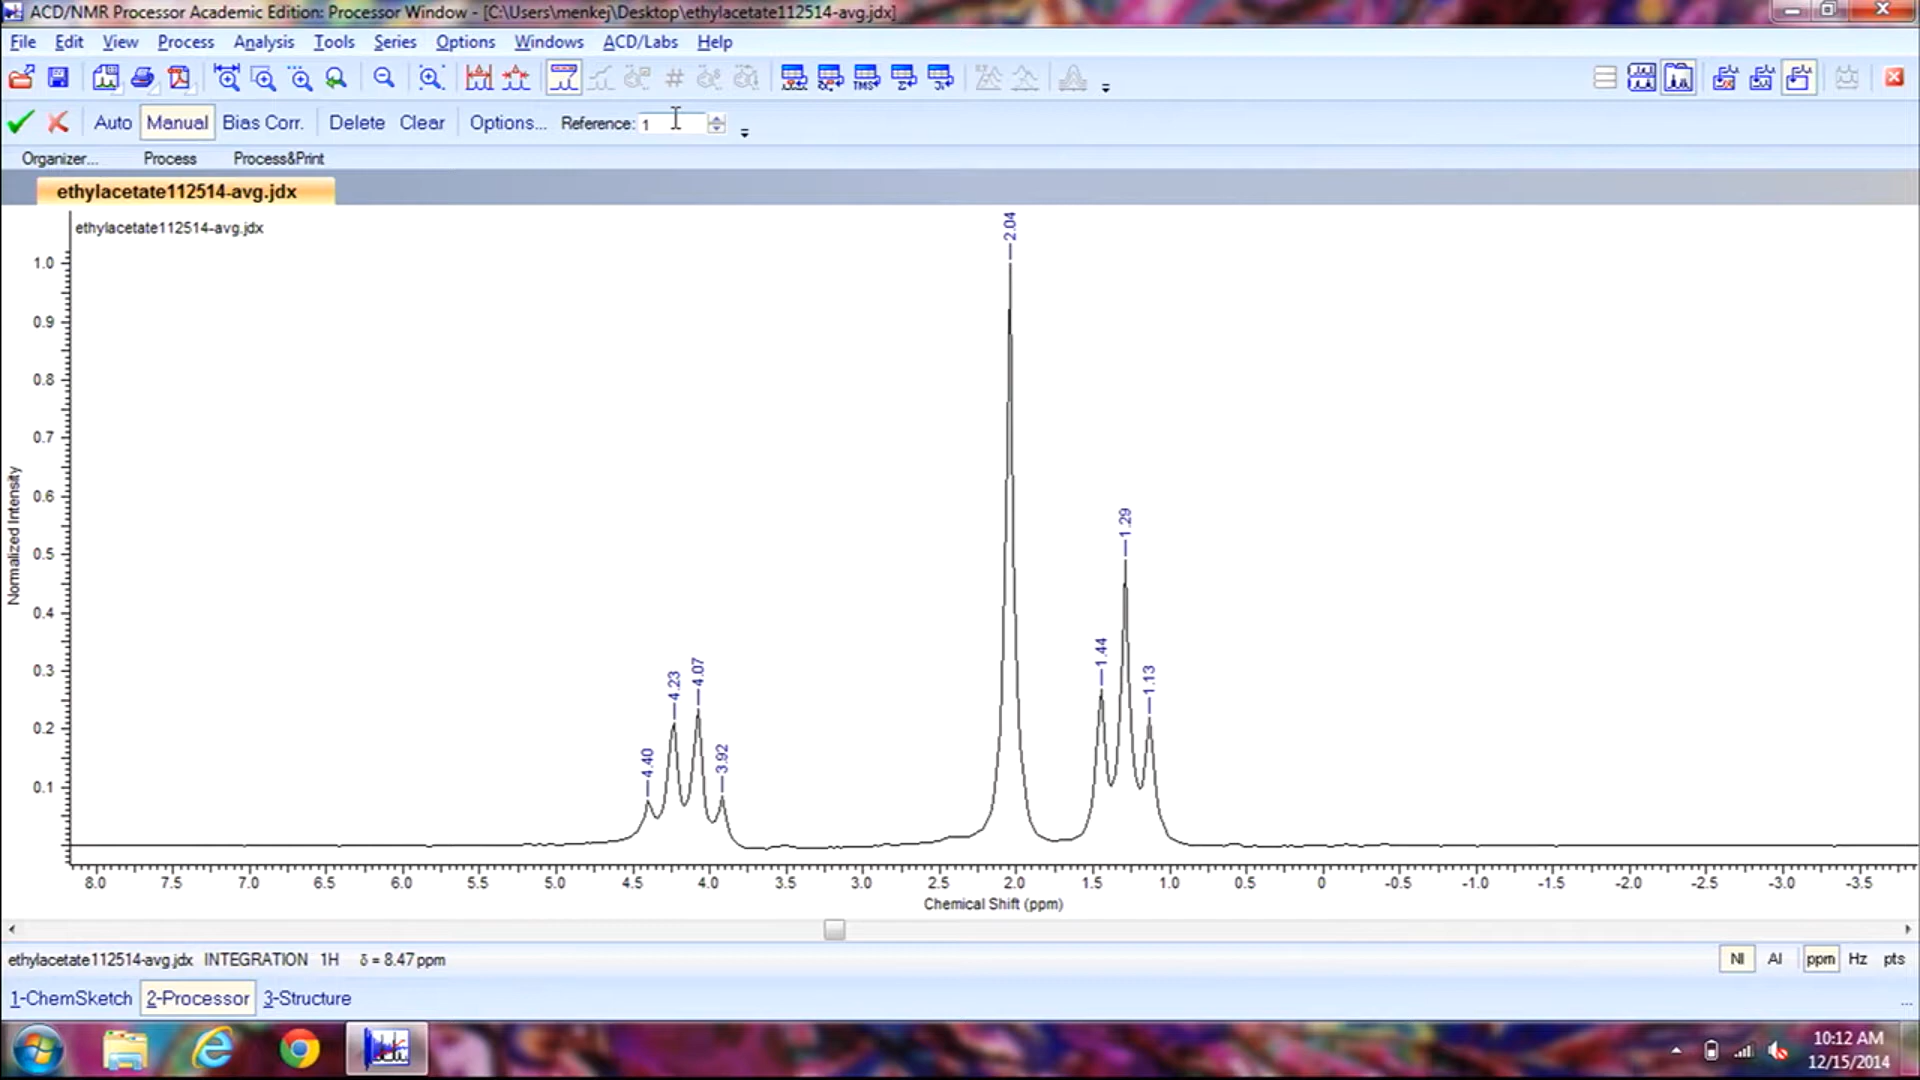 ACD/NMR Processor Academic Edition: Processor Window - [C:\Users\menkej\Desktop\ethylacetate112514-avg.jdx]
File Edit View Process Analysis Tools Series Options Windows ACD/Labs Help
Auto Manual Bias Corr. Delete Clear Options... Reference: 1
Organizer... Process Process&Print
ethylacetate112514-avg.jdx
ethylacetate112514-avg.jdx
2.04
1.0
0.9
0.8
0.7
0.6
0.5
0.4
0.3
0.2
0.1
Normalized Intensity
4.40
4.23
4.07
3.92
1.44
1.29
1.13
8.0 7.5 7.0 6.5 6.0 5.5 5.0 4.5 4.0 3.5 3.0 2.5 2.0 1.5 1.0 0.5 0 -0.5 -1.0 -1.5 -2.0 -2.5 -3.0 -3.5
Chemical Shift (ppm)
ethylacetate112514-avg.jdx INTEGRATION 1H δ = 8.47 ppm NI AI ppm Hz pts
1-ChemSketch 2-Processor 3-Structure ...
10:12 AM
12/15/2014